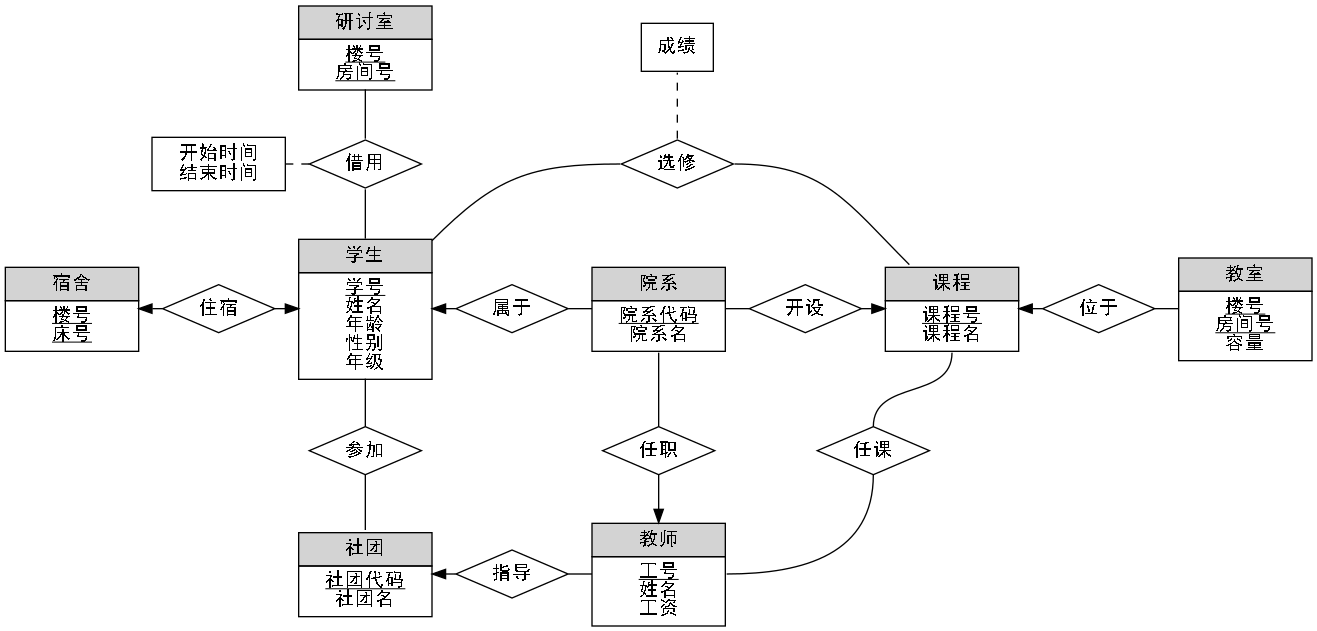 研讨室
楼号
房间号
成绩
开始时间
结束时间
借用
选修
学生
学号
姓名
年龄
性别
年级
宿舍
楼号
床号
住宿
属于
院系
院系代码
院系名
开设
课程
课程号
课程名
位于
教室
楼号
房间号
容量
参加
任职
任课
社团
社团代码
社团名
指导
教师
工号
姓名
工资